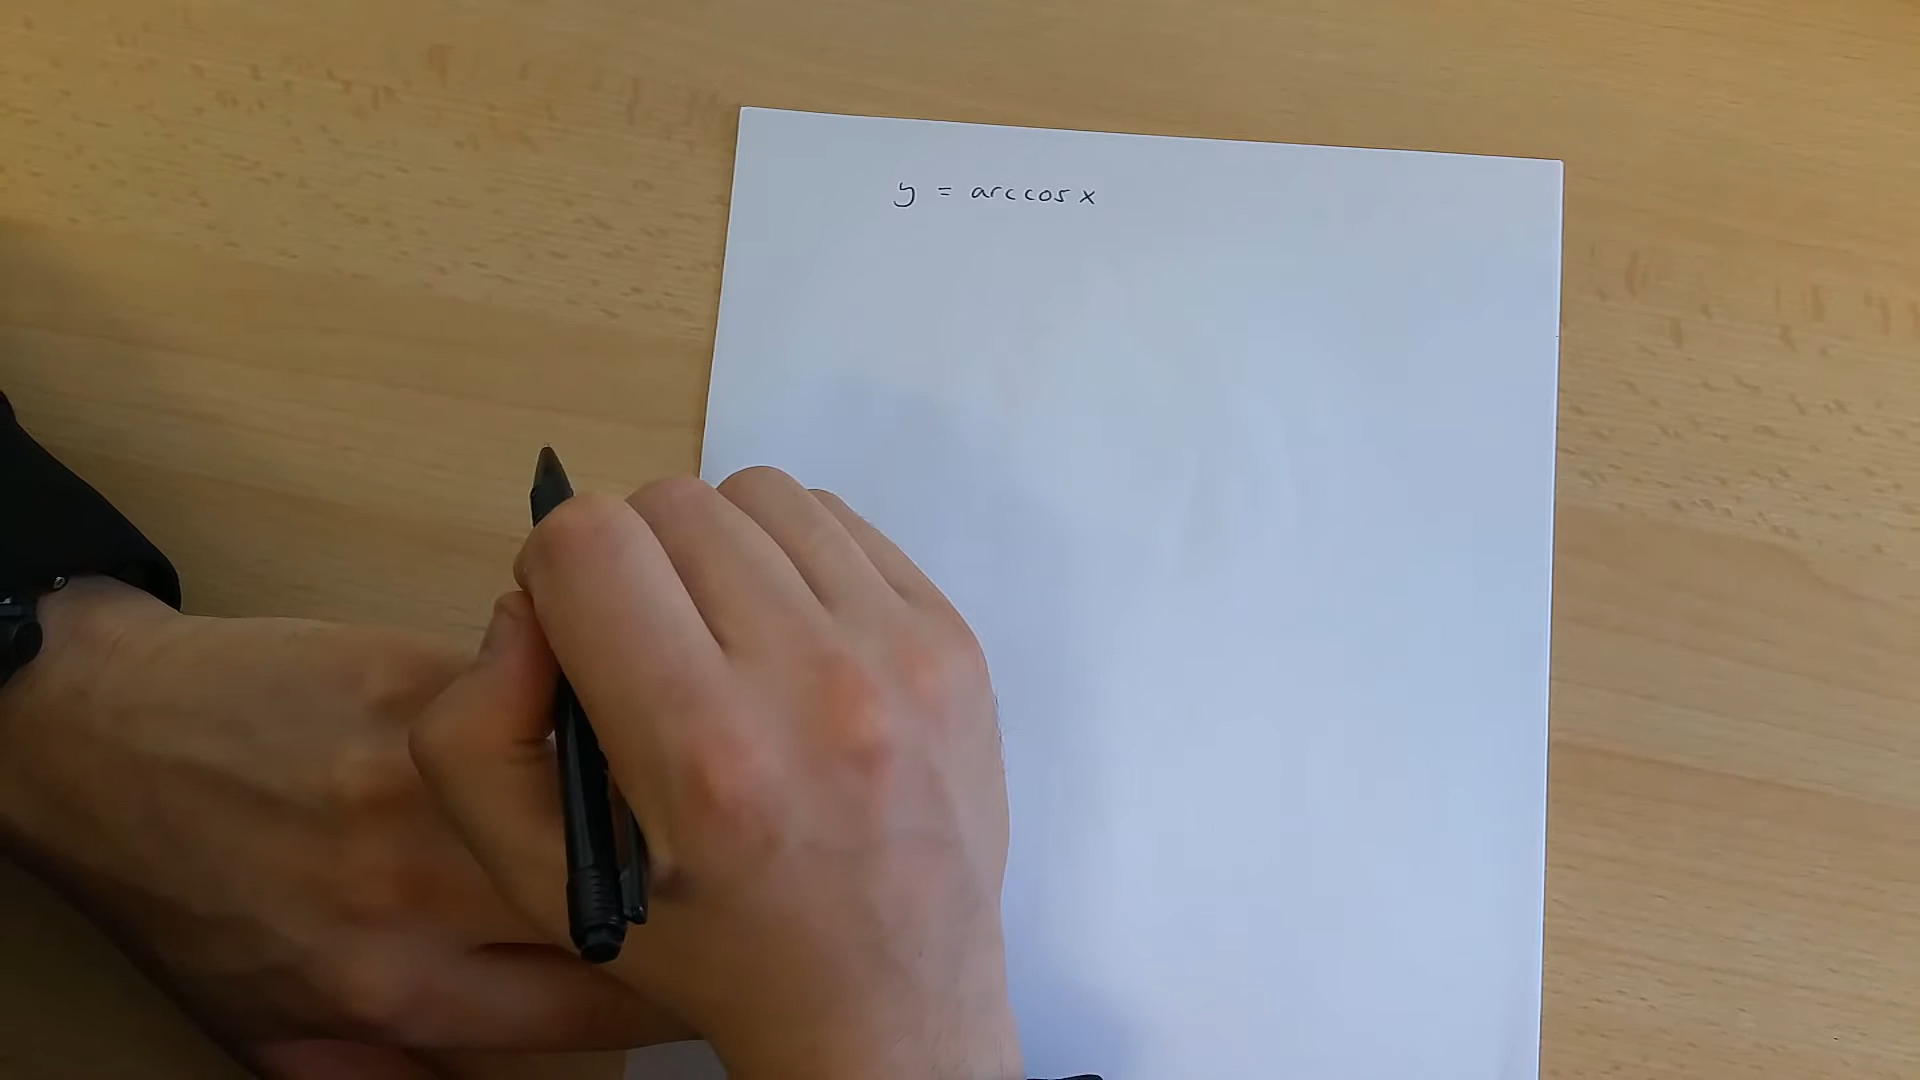 y = arccos x